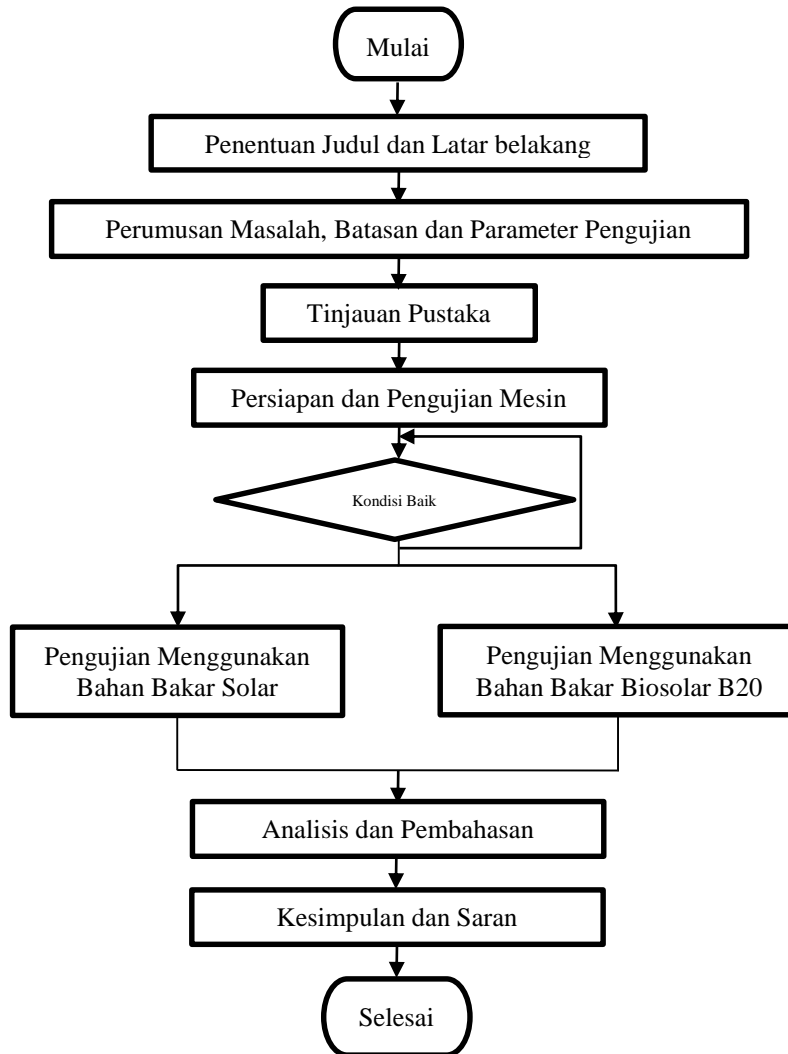 Mulai
Penentuan Judul dan Latar belakang
Perumusan Masalah, Batasan dan Parameter Pengujian
Tinjauan Pustaka
Persiapan dan Pengujian Mesin
Kondisi Baik
Pengujian Menggunakan
Bahan Bakar Solar
Pengujian Menggunakan
Bahan Bakar Biosolar B20
Analisis dan Pembahasan
Kesimpulan dan Saran
Selesai